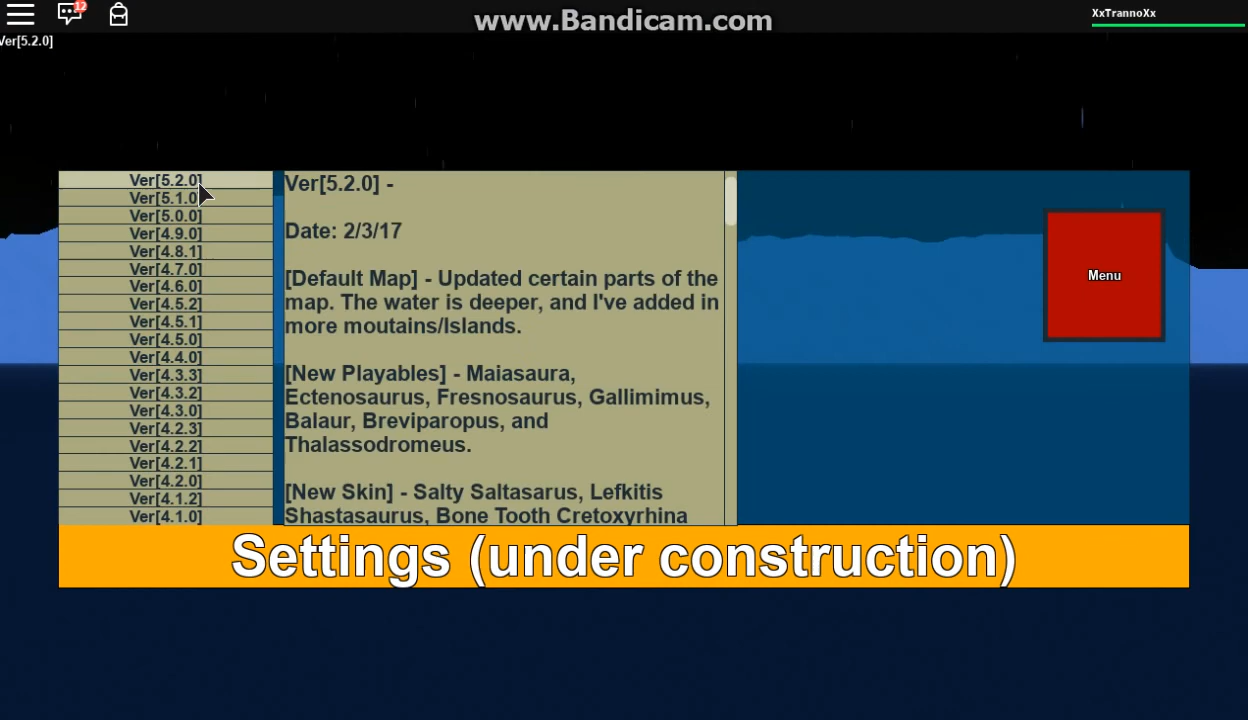 www.Bandicam.com
12
XxTrannoXx
Ver[5.2.0]
Ver[5.2.0]
Ver[5.1.0]
Ver[5.0.0]
Ver[4.9.0]
Ver[4.8.1]
Ver[4.7.0]
Ver[4.6.0]
Ver[4.5.2]
Ver[4.5.1]
Ver[4.5.0]
Ver[4.4.0]
Ver[4.3.3]
Ver[4.3.2]
Ver[4.3.0]
Ver[4.2.3]
Ver[4.2.2]
Ver[4.2.1]
Ver[4.2.0]
Ver[4.1.2]
Ver[4.1.0]
Ver[5.2.0] -
Date: 2/3/17
[Default Map] - Updated certain parts of the
map. The water is deeper, and I've added in
more moutains/Islands.
[New Playables] - Maiasaura,
Ectenosaurus, Fresnosaurus, Gallimimus,
Balaur, Breviparopus, and
Thalassodromeus.
[New Skin] - Salty Saltasarus, Lefkitis
Shastasaurus, Bone Tooth Cretoxyrhina
Menu
Settings (under construction)